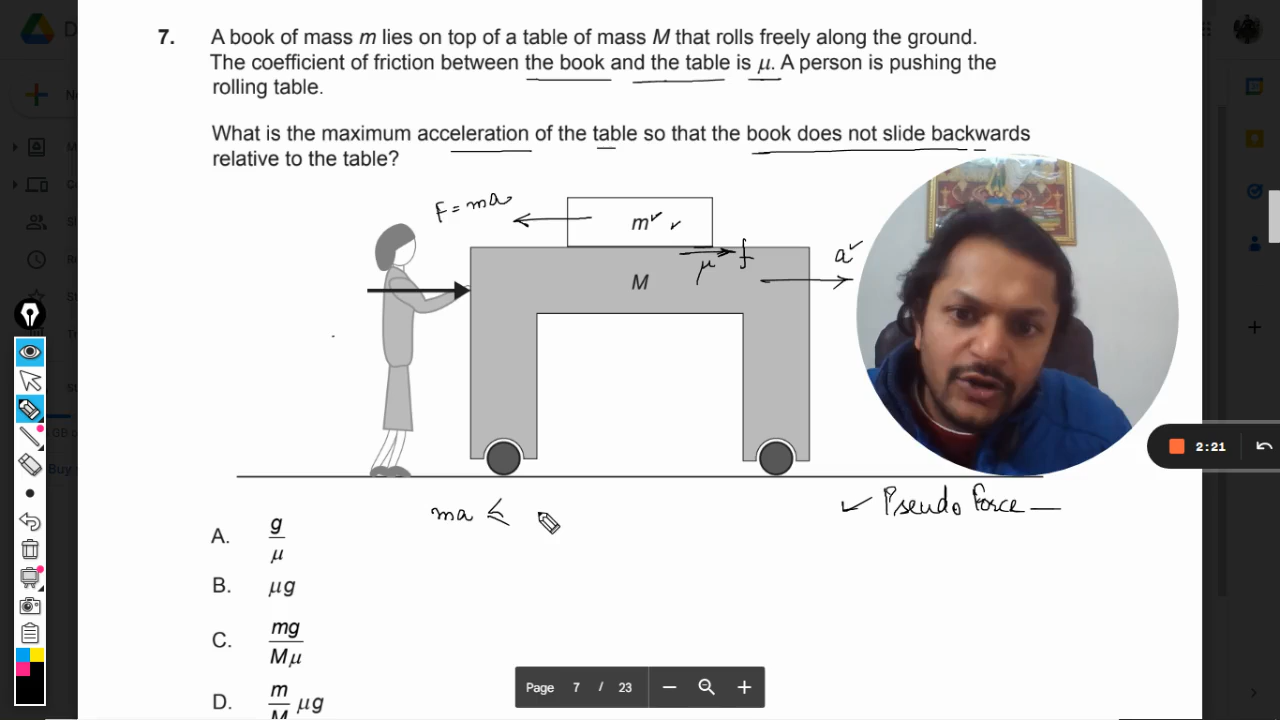 7. A book of mass m lies on top of a table of mass M that rolls freely along the ground.
The coefficient of friction between the book and the table is μ. A person is pushing the
rolling table.
What is the maximum acceleration of the table so that the book does not slide backwards
relative to the table?
F = ma
m ✓ ✓
f
a ✓
μ
M
ma ≤
✓ Pseudo Force —
A. g/μ
B. μg
C. mg/Mμ
D. m/M μg
2:21
Page 7 / 23